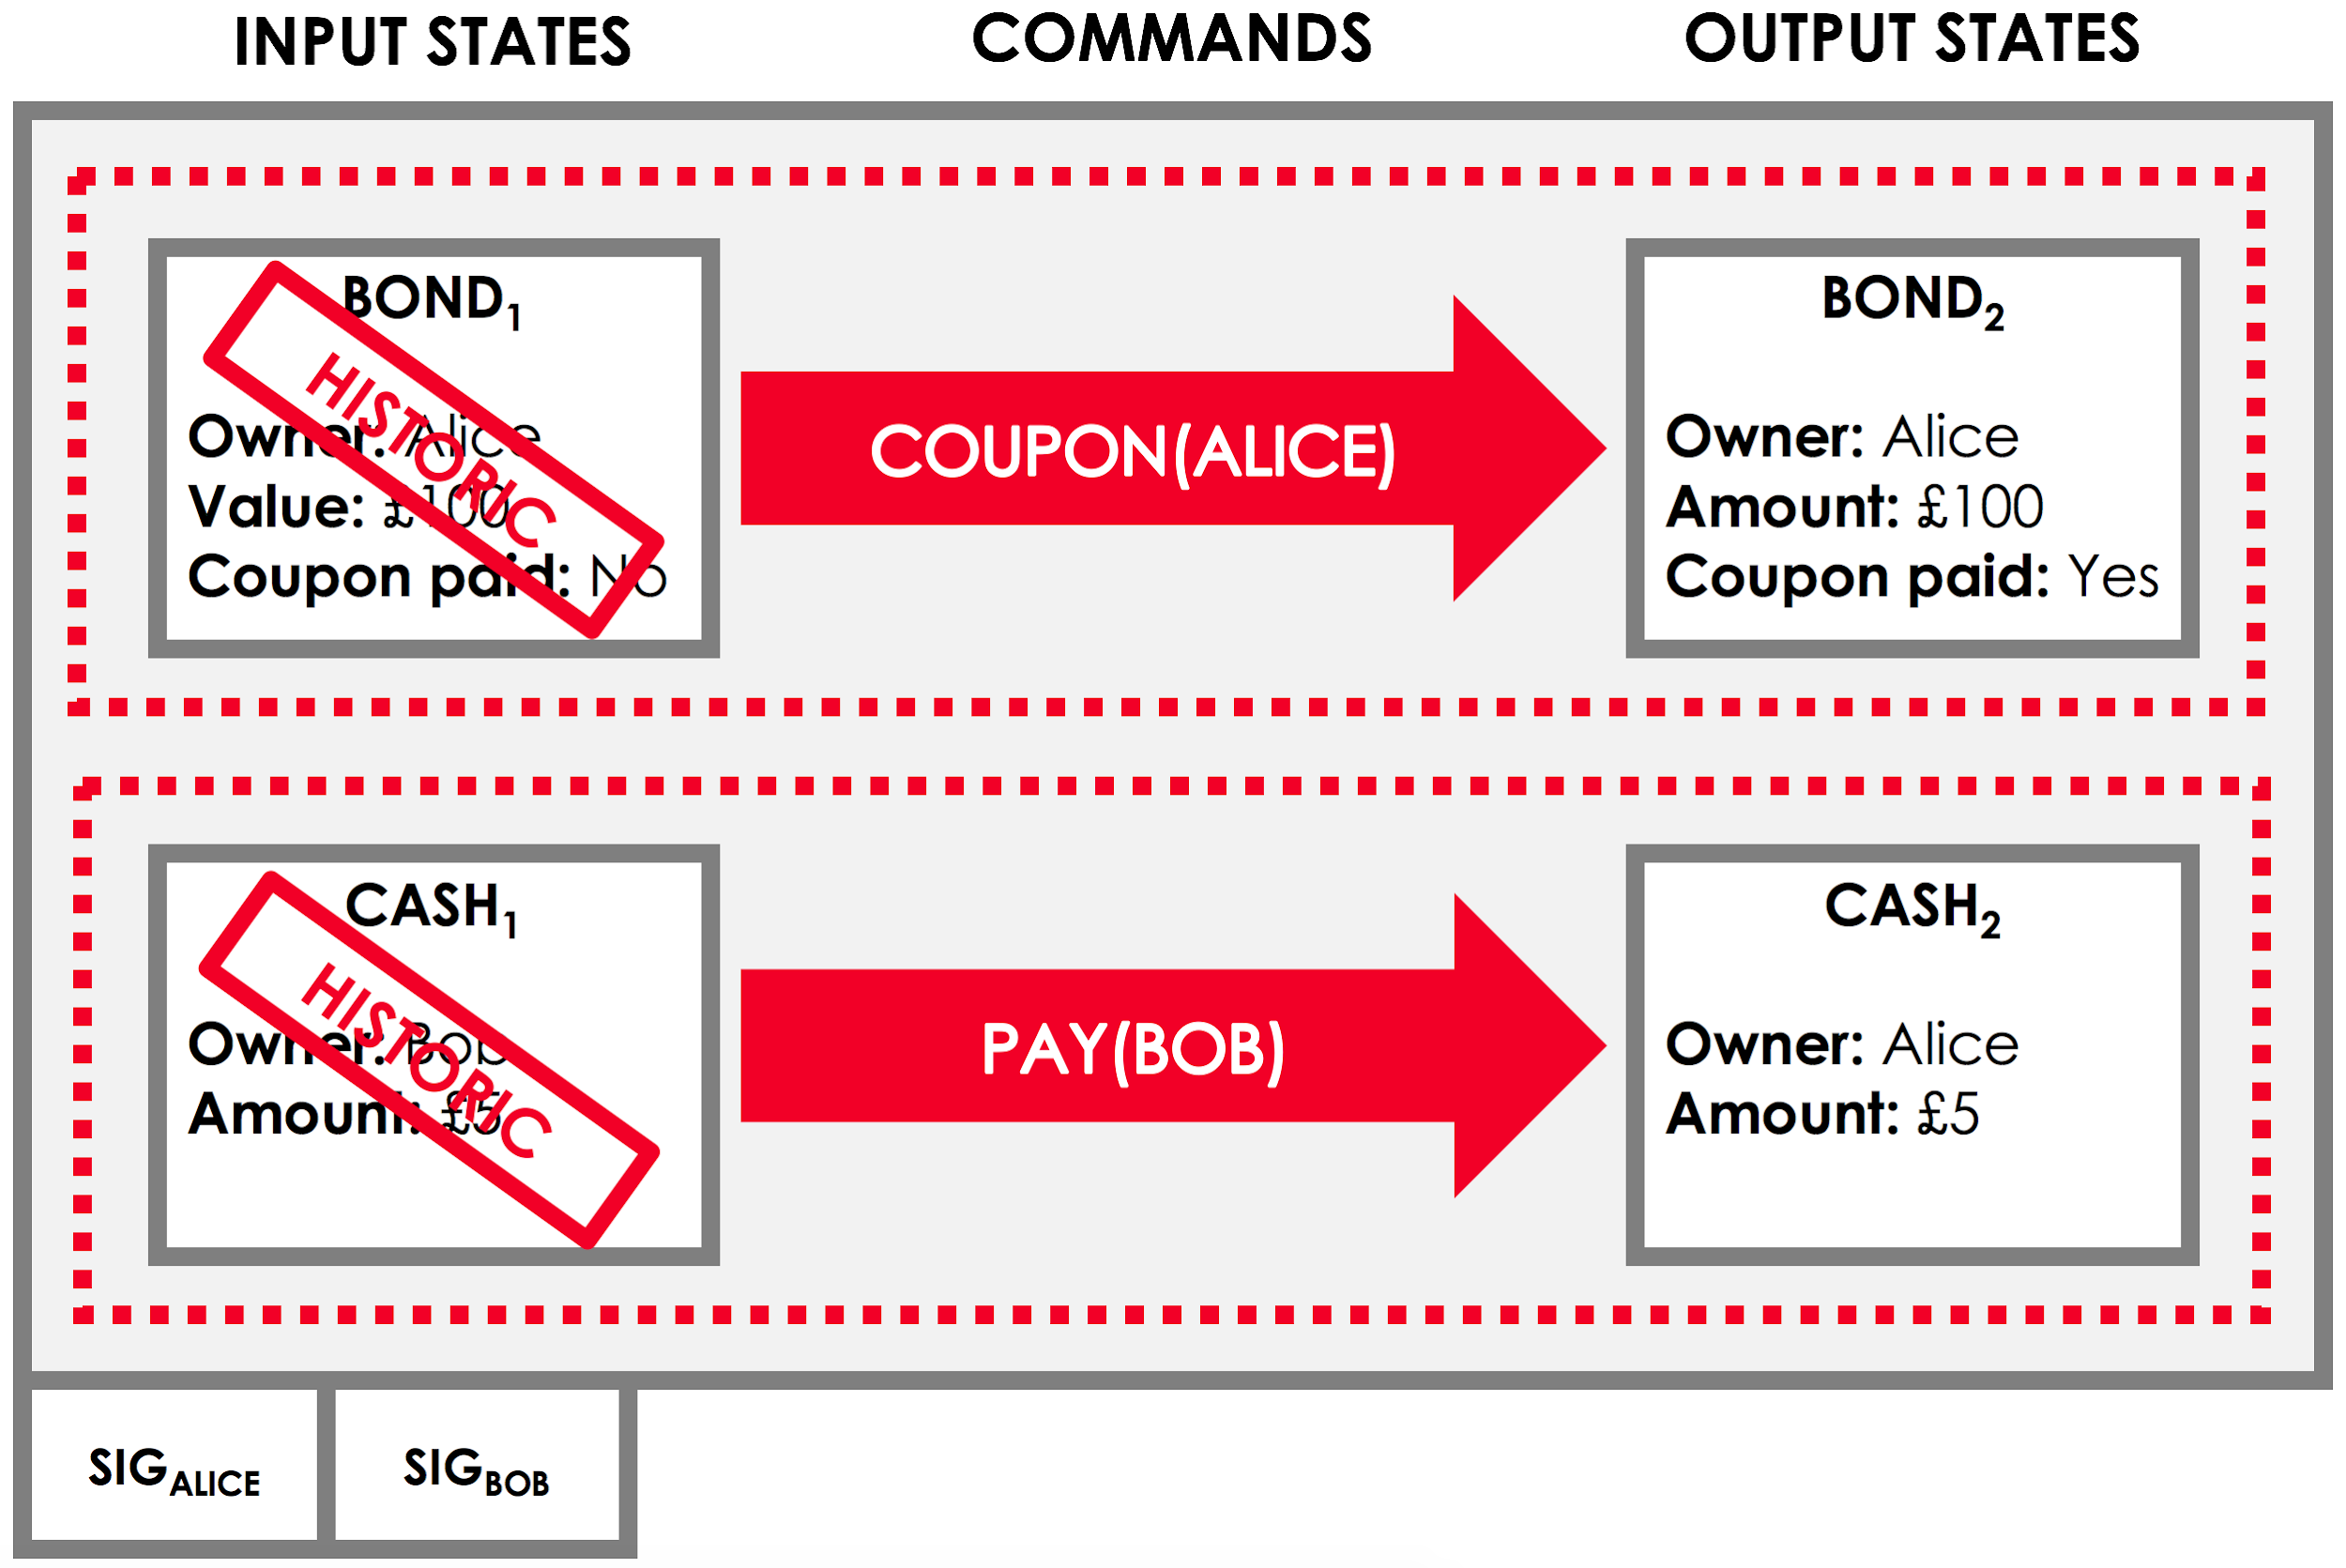 INPUT STATES
COMMANDS
OUTPUT STATES
BOND1
Owner: Alice
Value: £100
Coupon paid: No
HISTORIC
COUPON(ALICE)
BOND2
Owner: Alice
Amount: £100
Coupon paid: Yes
CASH1
Owner: Bob
Amount: £5
HISTORIC
PAY(BOB)
CASH2
Owner: Alice
Amount: £5
SIGALICE
SIGBOB